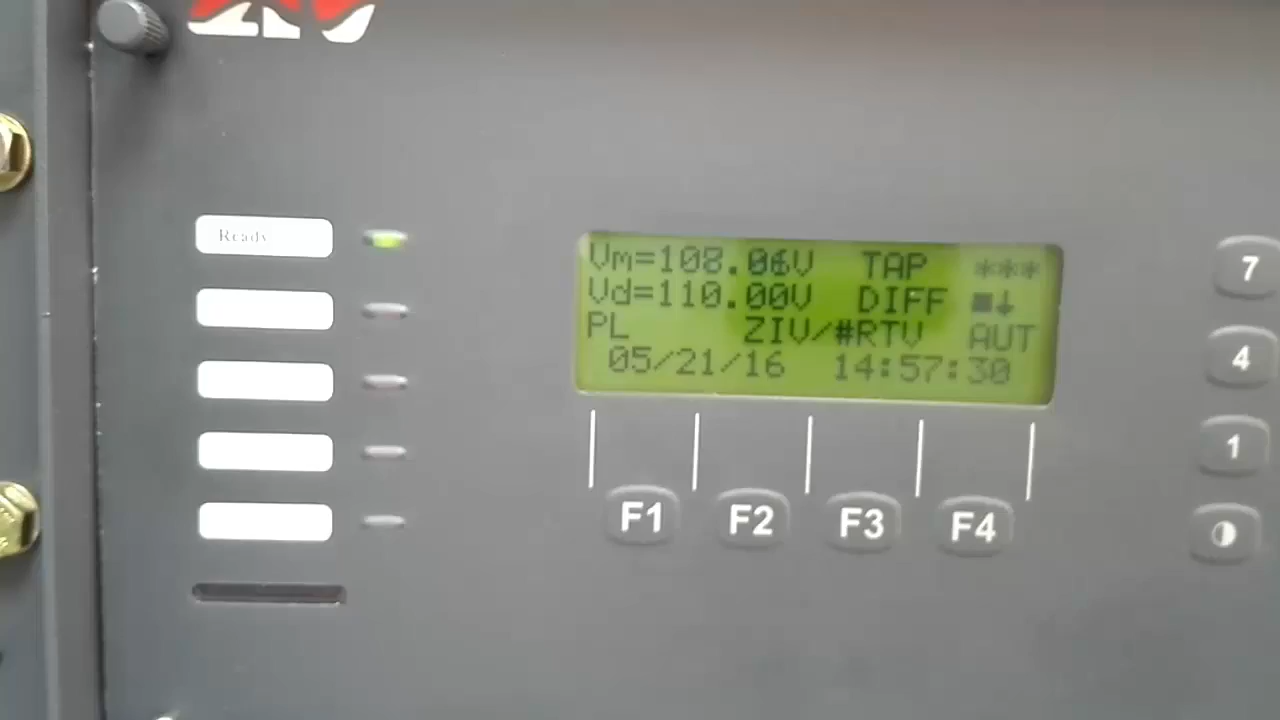 ZIV
Ready
Vm=108.06V TAP ***
Vd=110.00V DIFF ■↓
PL ZIV/#RTV AUT
05/21/16 14:57:30
F1 F2 F3 F4
7
4
1